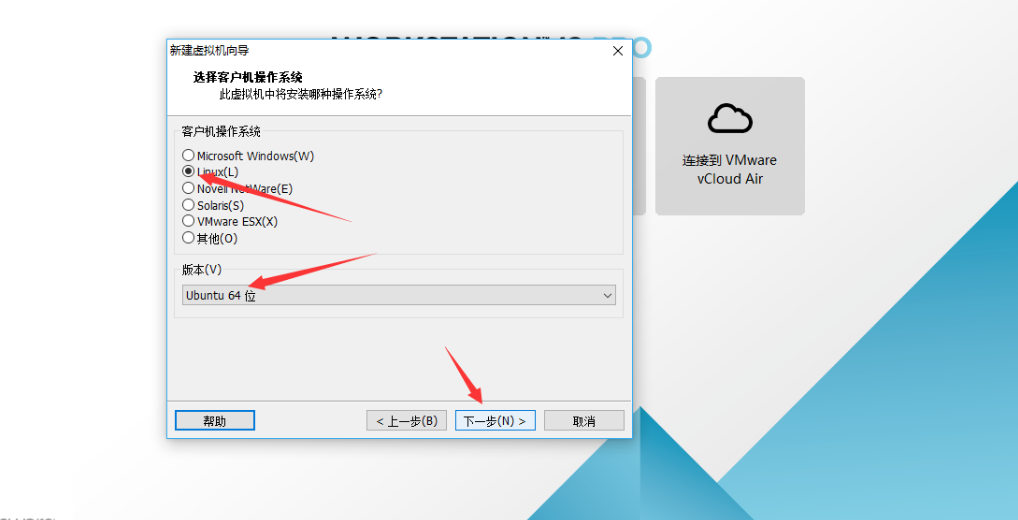 新建虚拟机向导
选择客户机操作系统
此虚拟机中将安装哪种操作系统?
客户机操作系统
Microsoft Windows(W)
Linux(L)
Novell NetWare(E)
Solaris(S)
VMware ESX(X)
其他(O)
版本(V)
Ubuntu 64 位
帮助
< 上一步(B)
下一步(N) >
取消
连接到 VMware
vCloud Air